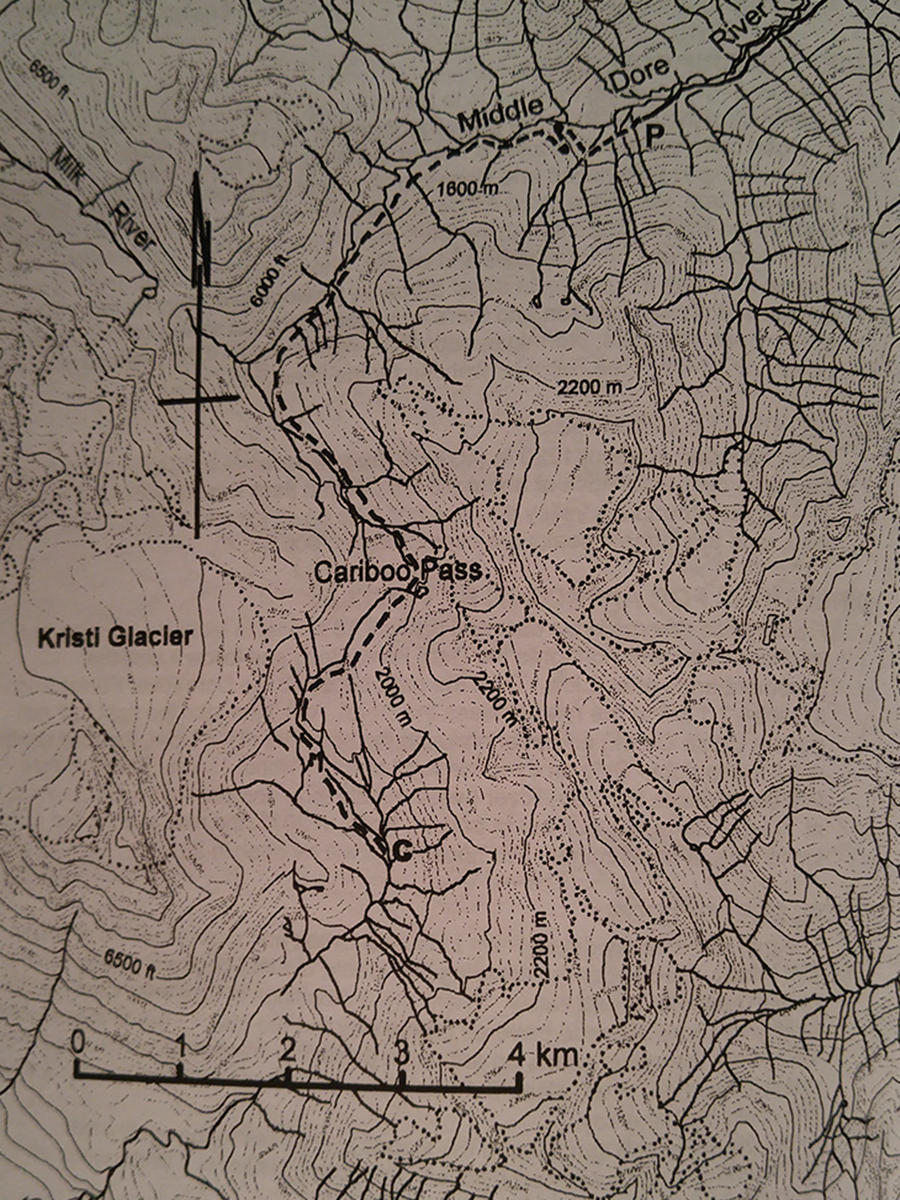 River
Dore
Middle
P
6500 ft
Milk
River
1600 m
6000 ft
2200 m
Cariboo Pass
Kristi Glacier
2000 m
2200 m
C
2200 m
6500 ft
0 1 2 3 4 km